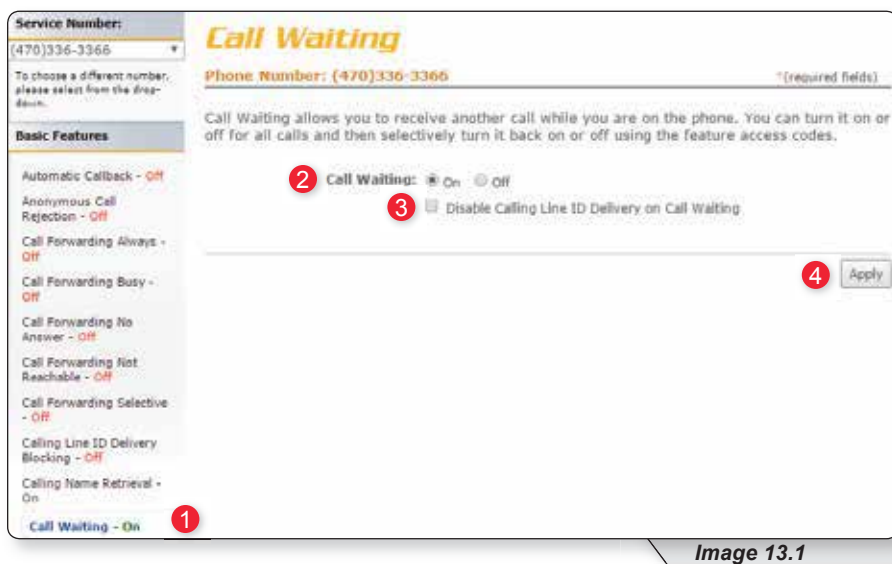 Service Number:
(470)336-3366
To choose a different number,
please select from the drop-
down.
Basic Features
Automatic Callback - Off
Anonymous Call
Rejection - Off
Call Forwarding Always -
Off
Call Forwarding Busy -
Off
Call Forwarding No
Answer - Off
Call Forwarding Not
Reachable - Off
Call Forwarding Selective
- Off
Calling Line ID Delivery
Blocking - Off
Calling Name Retrieval -
On
Call Waiting - On
1
Call Waiting
Phone Number: (470)336-3366
*(required fields)
Call Waiting allows you to receive another call while you are on the phone. You can turn it on or
off for all calls and then selectively turn it back on or off using the feature access codes.
2 Call Waiting: On Off
3 Disable Calling Line ID Delivery on Call Waiting
4 Apply
Image 13.1